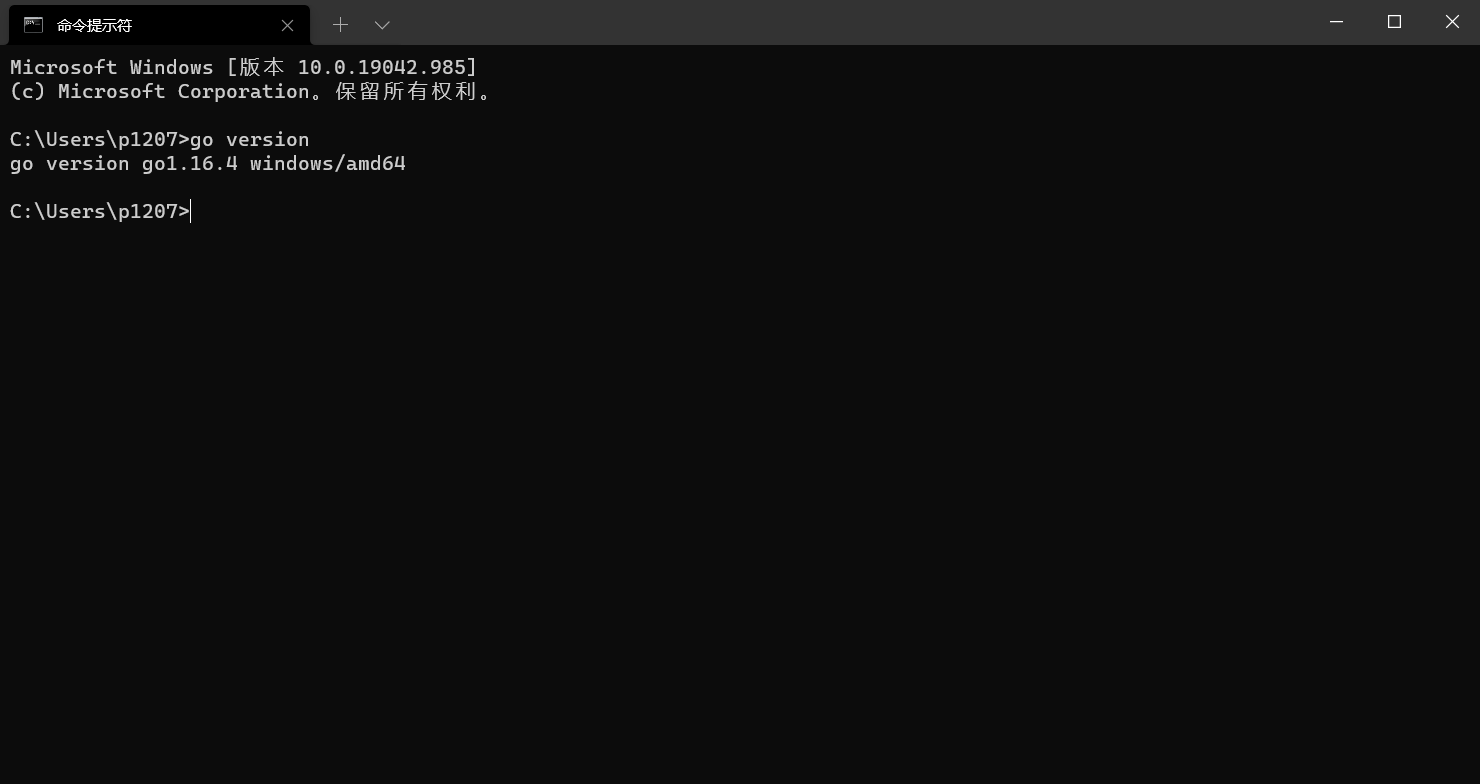 命令提示符
Microsoft Windows [版本 10.0.19042.985]
(c) Microsoft Corporation。保留所有权利。
C:\Users\p1207>go version
go version go1.16.4 windows/amd64
C:\Users\p1207>